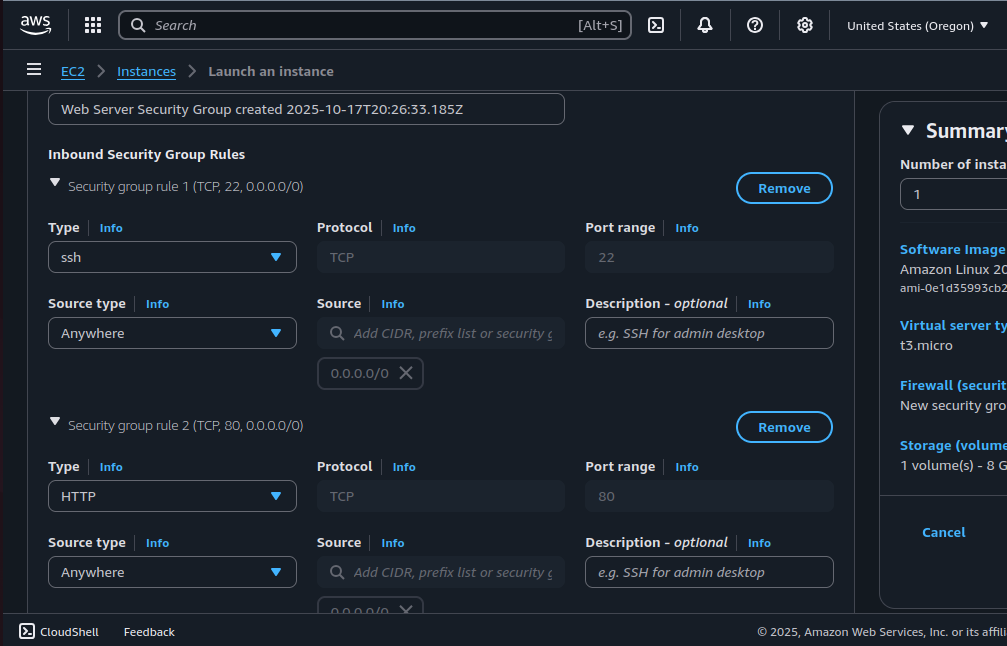 aws
Search [Alt+S]
United States (Oregon)
EC2 Instances Launch an instance
Web Server Security Group created 2025-10-17T20:26:33.185Z
Inbound Security Group Rules
Security group rule 1 (TCP, 22, 0.0.0.0/0)
Remove
Type Info
Protocol Info
Port range Info
ssh
TCP
22
Source type Info
Source Info
Description - optional Info
Anywhere
Add CIDR, prefix list or security g
e.g. SSH for admin desktop
0.0.0.0/0
Security group rule 2 (TCP, 80, 0.0.0.0/0)
Remove
Type Info
Protocol Info
Port range Info
HTTP
TCP
80
Source type Info
Source Info
Description - optional Info
Anywhere
Add CIDR, prefix list or security g
e.g. SSH for admin desktop
0.0.0.0/0
Summary
Number of insta
1
Software Image
Amazon Linux 20
ami-0e1d35993cb2
Virtual server ty
t3.micro
Firewall (securit
New security gro
Storage (volume
1 volume(s) - 8 G
Cancel
CloudShell Feedback
© 2025, Amazon Web Services, Inc. or its affili